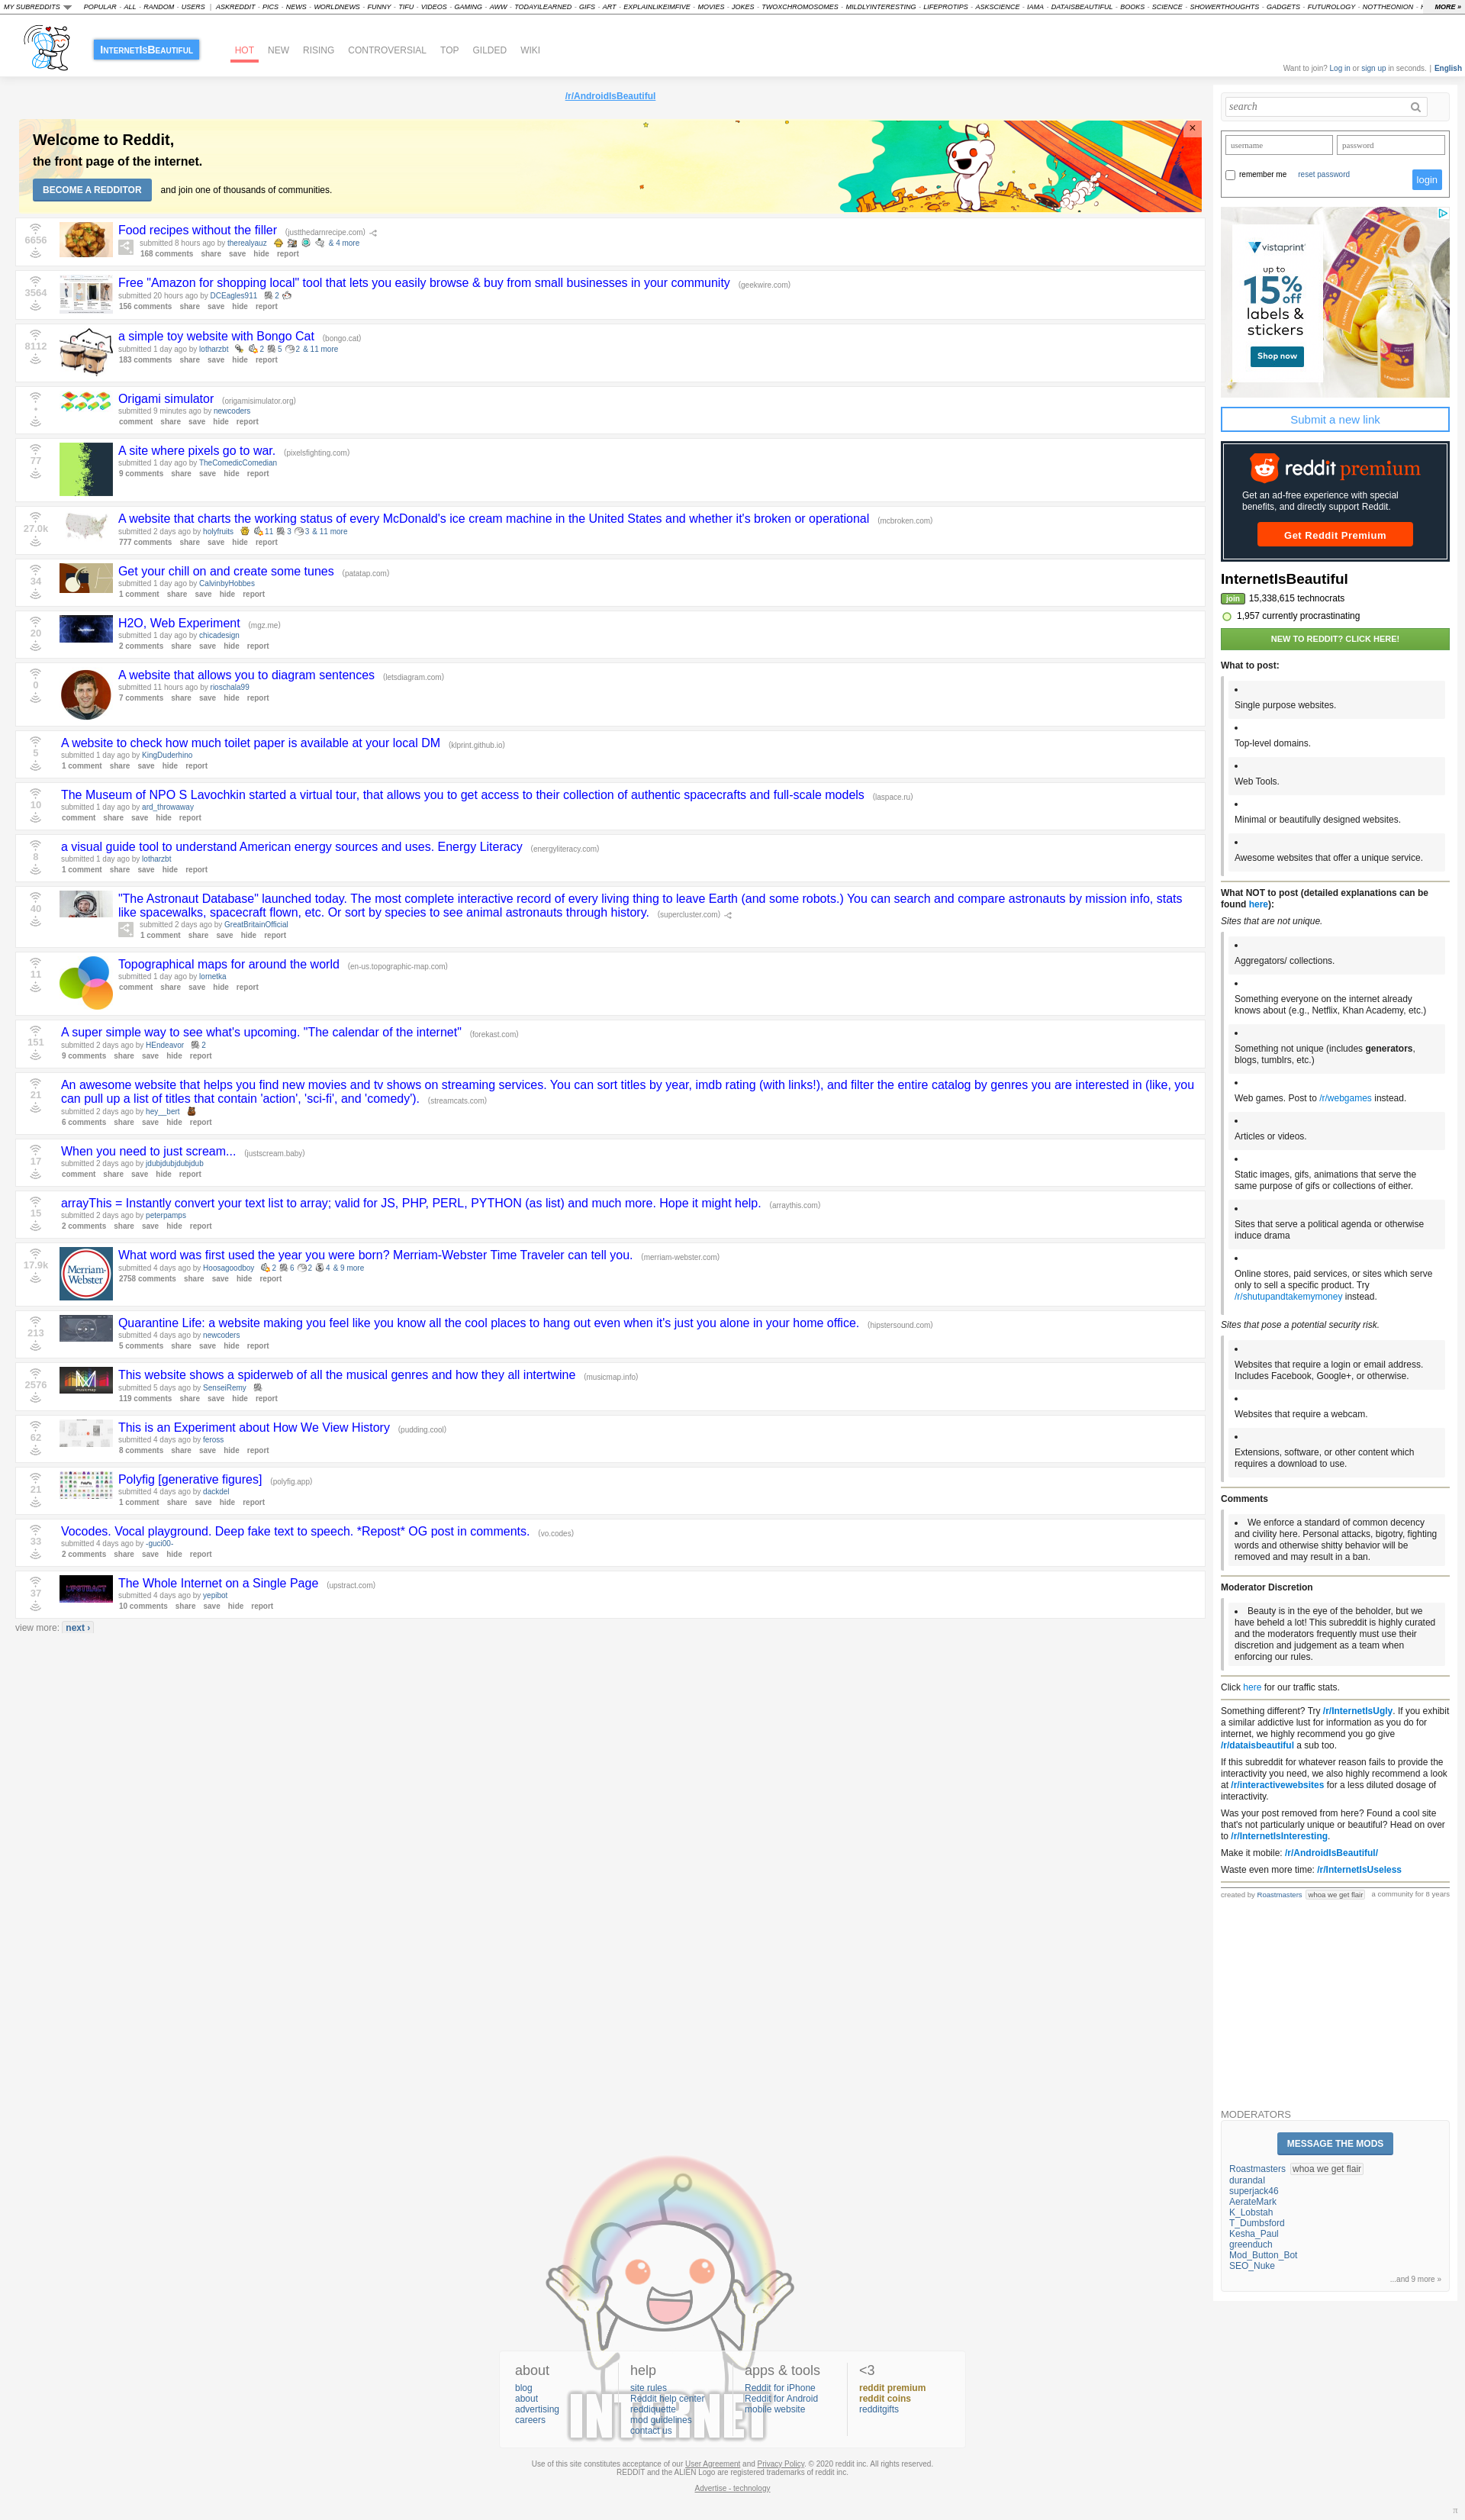 MY SUBREDDITS POPULAR - ALL - RANDOM - USERS | ASKREDDIT - PICS - NEWS - WORLDNEWS - FUNNY - TIFU - VIDEOS - GAMING - AWW - TODAYILEARNED - GIFS - ART - EXPLAINLIKEIMFIVE - MOVIES - JOKES - TWOXCHROMOSOMES - MILDLYINTERESTING - LIFEPROTIPS - ASKSCIENCE - IAMA - DATAISBEAUTIFUL - BOOKS - SCIENCE - SHOWERTHOUGHTS - GADGETS - FUTUROLOGY - NOTTHEONION - MORE »
InternetIsBeautiful HOT NEW RISING CONTROVERSIAL TOP GILDED WIKI
Want to join? Log in or sign up in seconds. | English
/r/AndroidIsBeautiful
Welcome to Reddit,
the front page of the internet.
BECOME A REDDITOR and join one of thousands of communities.
×
6656
Food recipes without the filler (justthedarnrecipe.com)
submitted 8 hours ago by therealyauz & 4 more
168 comments share save hide report
3564
Free "Amazon for shopping local" tool that lets you easily browse & buy from small businesses in your community (geekwire.com)
submitted 20 hours ago by DCEagles911 2
156 comments share save hide report
8112
a simple toy website with Bongo Cat (bongo.cat)
submitted 1 day ago by lotharzbt 2 5 2 & 11 more
183 comments share save hide report
•
Origami simulator (origamisimulator.org)
submitted 9 minutes ago by newcoders
comment share save hide report
77
A site where pixels go to war. (pixelsfighting.com)
submitted 1 day ago by TheComedicComedian
9 comments share save hide report
27.0k
A website that charts the working status of every McDonald's ice cream machine in the United States and whether it's broken or operational (mcbroken.com)
submitted 2 days ago by holyfruits 11 3 3 & 11 more
777 comments share save hide report
34
Get your chill on and create some tunes (patatap.com)
submitted 1 day ago by CalvinbyHobbes
1 comment share save hide report
20
H2O, Web Experiment (mgz.me)
submitted 1 day ago by chicadesign
2 comments share save hide report
0
A website that allows you to diagram sentences (letsdiagram.com)
submitted 11 hours ago by rioschala99
7 comments share save hide report
5
A website to check how much toilet paper is available at your local DM (klprint.github.io)
submitted 1 day ago by KingDuderhino
1 comment share save hide report
10
The Museum of NPO S Lavochkin started a virtual tour, that allows you to get access to their collection of authentic spacecrafts and full-scale models (laspace.ru)
submitted 1 day ago by ard_throwaway
comment share save hide report
8
a visual guide tool to understand American energy sources and uses. Energy Literacy (energyliteracy.com)
submitted 1 day ago by lotharzbt
1 comment share save hide report
40
"The Astronaut Database" launched today. The most complete interactive record of every living thing to leave Earth (and some robots.) You can search and compare astronauts by mission info, stats
like spacewalks, spacecraft flown, etc. Or sort by species to see animal astronauts through history. (supercluster.com)
submitted 2 days ago by GreatBritainOfficial
1 comment share save hide report
11
Topographical maps for around the world (en-us.topographic-map.com)
submitted 1 day ago by lornetka
comment share save hide report
151
A super simple way to see what's upcoming. "The calendar of the internet" (forekast.com)
submitted 2 days ago by HEndeavor 2
9 comments share save hide report
21
An awesome website that helps you find new movies and tv shows on streaming services. You can sort titles by year, imdb rating (with links!), and filter the entire catalog by genres you are interested in (like, you
can pull up a list of titles that contain 'action', 'sci-fi', and 'comedy'). (streamcats.com)
submitted 2 days ago by hey__bert
6 comments share save hide report
17
When you need to just scream... (justscream.baby)
submitted 2 days ago by jdubjdubjdubjdub
comment share save hide report
15
arrayThis = Instantly convert your text list to array; valid for JS, PHP, PERL, PYTHON (as list) and much more. Hope it might help. (arraythis.com)
submitted 2 days ago by peterpamps
2 comments share save hide report
17.9k
Merriam-Webster
What word was first used the year you were born? Merriam-Webster Time Traveler can tell you. (merriam-webster.com)
submitted 4 days ago by Hoosagoodboy 2 6 2 4 & 9 more
2758 comments share save hide report
213
Quarantine Life: a website making you feel like you know all the cool places to hang out even when it's just you alone in your home office. (hipstersound.com)
submitted 4 days ago by newcoders
5 comments share save hide report
2576
This website shows a spiderweb of all the musical genres and how they all intertwine (musicmap.info)
submitted 5 days ago by SenseiRemy
119 comments share save hide report
62
This is an Experiment about How We View History (pudding.cool)
submitted 4 days ago by feross
8 comments share save hide report
21
Polyfig [generative figures] (polyfig.app)
submitted 4 days ago by dackdel
1 comment share save hide report
33
Vocodes. Vocal playground. Deep fake text to speech. *Repost* OG post in comments. (vo.codes)
submitted 4 days ago by -guci00-
2 comments share save hide report
37
UPSTRACT
The Whole Internet on a Single Page (upstract.com)
submitted 4 days ago by yepibot
10 comments share save hide report
view more: next ›
search
username password
remember me reset password login
vistaprint
up to
15% off
labels &
stickers
Shop now
Submit a new link
reddit premium
Get an ad-free experience with special
benefits, and directly support Reddit.
Get Reddit Premium
InternetIsBeautiful
join 15,338,615 technocrats
1,957 currently procrastinating
NEW TO REDDIT? CLICK HERE!
What to post:
•
Single purpose websites.
•
Top-level domains.
•
Web Tools.
•
Minimal or beautifully designed websites.
•
Awesome websites that offer a unique service.
What NOT to post (detailed explanations can be
found here):
Sites that are not unique.
•
Aggregators/ collections.
•
Something everyone on the internet already
knows about (e.g., Netflix, Khan Academy, etc.)
•
Something not unique (includes generators,
blogs, tumblrs, etc.)
•
Web games. Post to /r/webgames instead.
•
Articles or videos.
•
Static images, gifs, animations that serve the
same purpose of gifs or collections of either.
•
Sites that serve a political agenda or otherwise
induce drama
•
Online stores, paid services, or sites which serve
only to sell a specific product. Try
/r/shutupandtakemymoney instead.
Sites that pose a potential security risk.
•
Websites that require a login or email address.
Includes Facebook, Google+, or otherwise.
•
Websites that require a webcam.
•
Extensions, software, or other content which
requires a download to use.
Comments
• We enforce a standard of common decency
and civility here. Personal attacks, bigotry, fighting
words and otherwise shitty behavior will be
removed and may result in a ban.
Moderator Discretion
• Beauty is in the eye of the beholder, but we
have beheld a lot! This subreddit is highly curated
and the moderators frequently must use their
discretion and judgement as a team when
enforcing our rules.
Click here for our traffic stats.
Something different? Try /r/InternetIsUgly. If you exhibit
a similar addictive lust for information as you do for
internet, we highly recommend you go give
/r/dataisbeautiful a sub too.
If this subreddit for whatever reason fails to provide the
interactivity you need, we also highly recommend a look
at /r/interactivewebsites for a less diluted dosage of
interactivity.
Was your post removed from here? Found a cool site
that's not particularly unique or beautiful? Head on over
to /r/InternetIsInteresting.
Make it mobile: /r/AndroidIsBeautiful/
Waste even more time: /r/InternetIsUseless
created by Roastmasters whoa we get flair a community for 8 years
MODERATORS
MESSAGE THE MODS
Roastmasters whoa we get flair
durandal
superjack46
AerateMark
K_Lobstah
T_Dumbsford
Kesha_Paul
greenduch
Mod_Button_Bot
SEO_Nuke
...and 9 more »
INTERNET
about
blog
about
advertising
careers
help
site rules
Reddit help center
reddiquette
mod guidelines
contact us
apps & tools
Reddit for iPhone
Reddit for Android
mobile website
<3
reddit premium
reddit coins
redditgifts
Use of this site constitutes acceptance of our User Agreement and Privacy Policy. © 2020 reddit inc. All rights reserved.
REDDIT and the ALIEN Logo are registered trademarks of reddit inc.
Advertise - technology
π